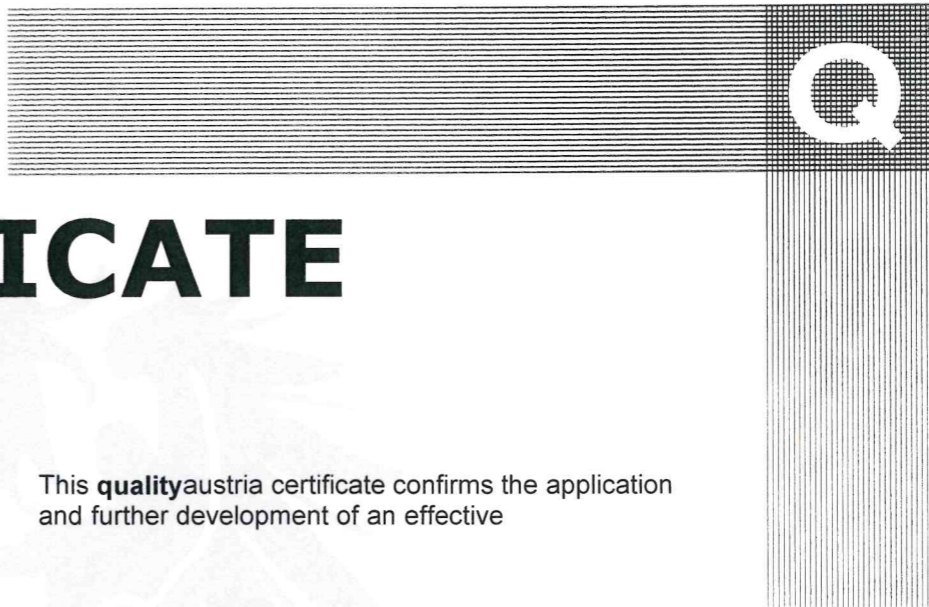 Q
ICATE
This qualityaustria certificate confirms the application
and further development of an effective